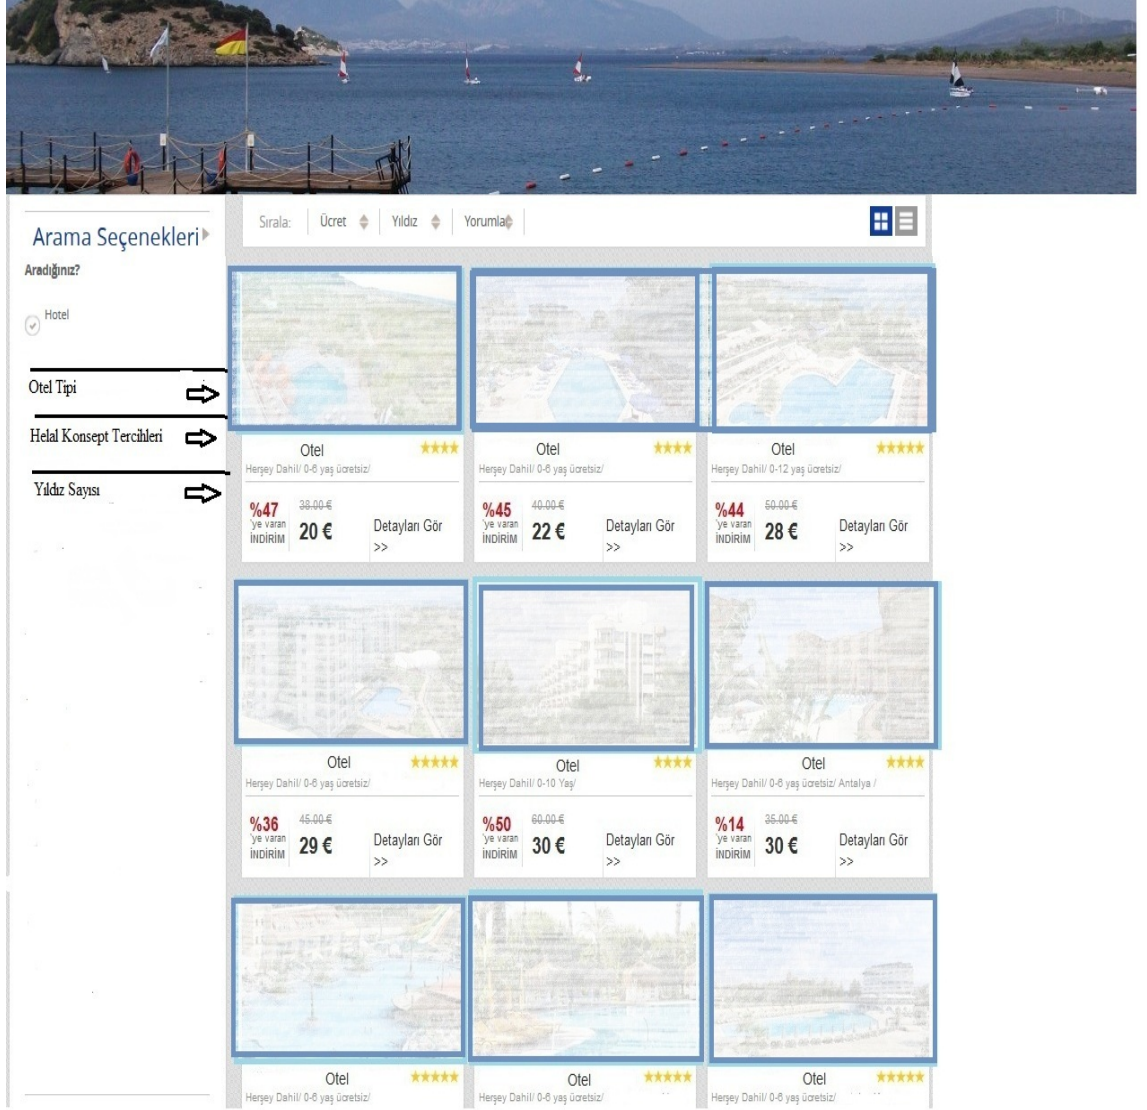 Arama Seçenekleri
Aradığınız?
Hotel
Otel Tipi
Helal Konsept Tercihleri
Yıldız Sayısı
Sırala: Ücret Yıldız Yorumla
Otel
Herşey Dahil/ 0-6 yaş ücretsiz/
%47
'ye varan
İNDİRİM
38.00 €
20 €
Detayları Gör
>>
Otel
Herşey Dahil/ 0-6 yaş ücretsiz/
%45
'ye varan
İNDİRİM
40.00 €
22 €
Detayları Gör
>>
Otel
Herşey Dahil/ 0-12 yaş ücretsiz/
%44
'ye varan
İNDİRİM
50.00 €
28 €
Detayları Gör
>>
Otel
Herşey Dahil/ 0-6 yaş ücretsiz/
%36
'ye varan
İNDİRİM
45.00 €
29 €
Detayları Gör
>>
Otel
Herşey Dahil/ 0-10 Yaş/
%50
'ye varan
İNDİRİM
60.00 €
30 €
Detayları Gör
>>
Otel
Herşey Dahil/ 0-6 yaş ücretsiz/ Antalya /
%14
'ye varan
İNDİRİM
35.00 €
30 €
Detayları Gör
>>
Otel
Herşey Dahil/ 0-6 yaş ücretsiz/
Otel
Herşey Dahil/ 0-6 yaş ücretsiz/
Otel
Herşey Dahil/ 0-6 yaş ücretsiz/